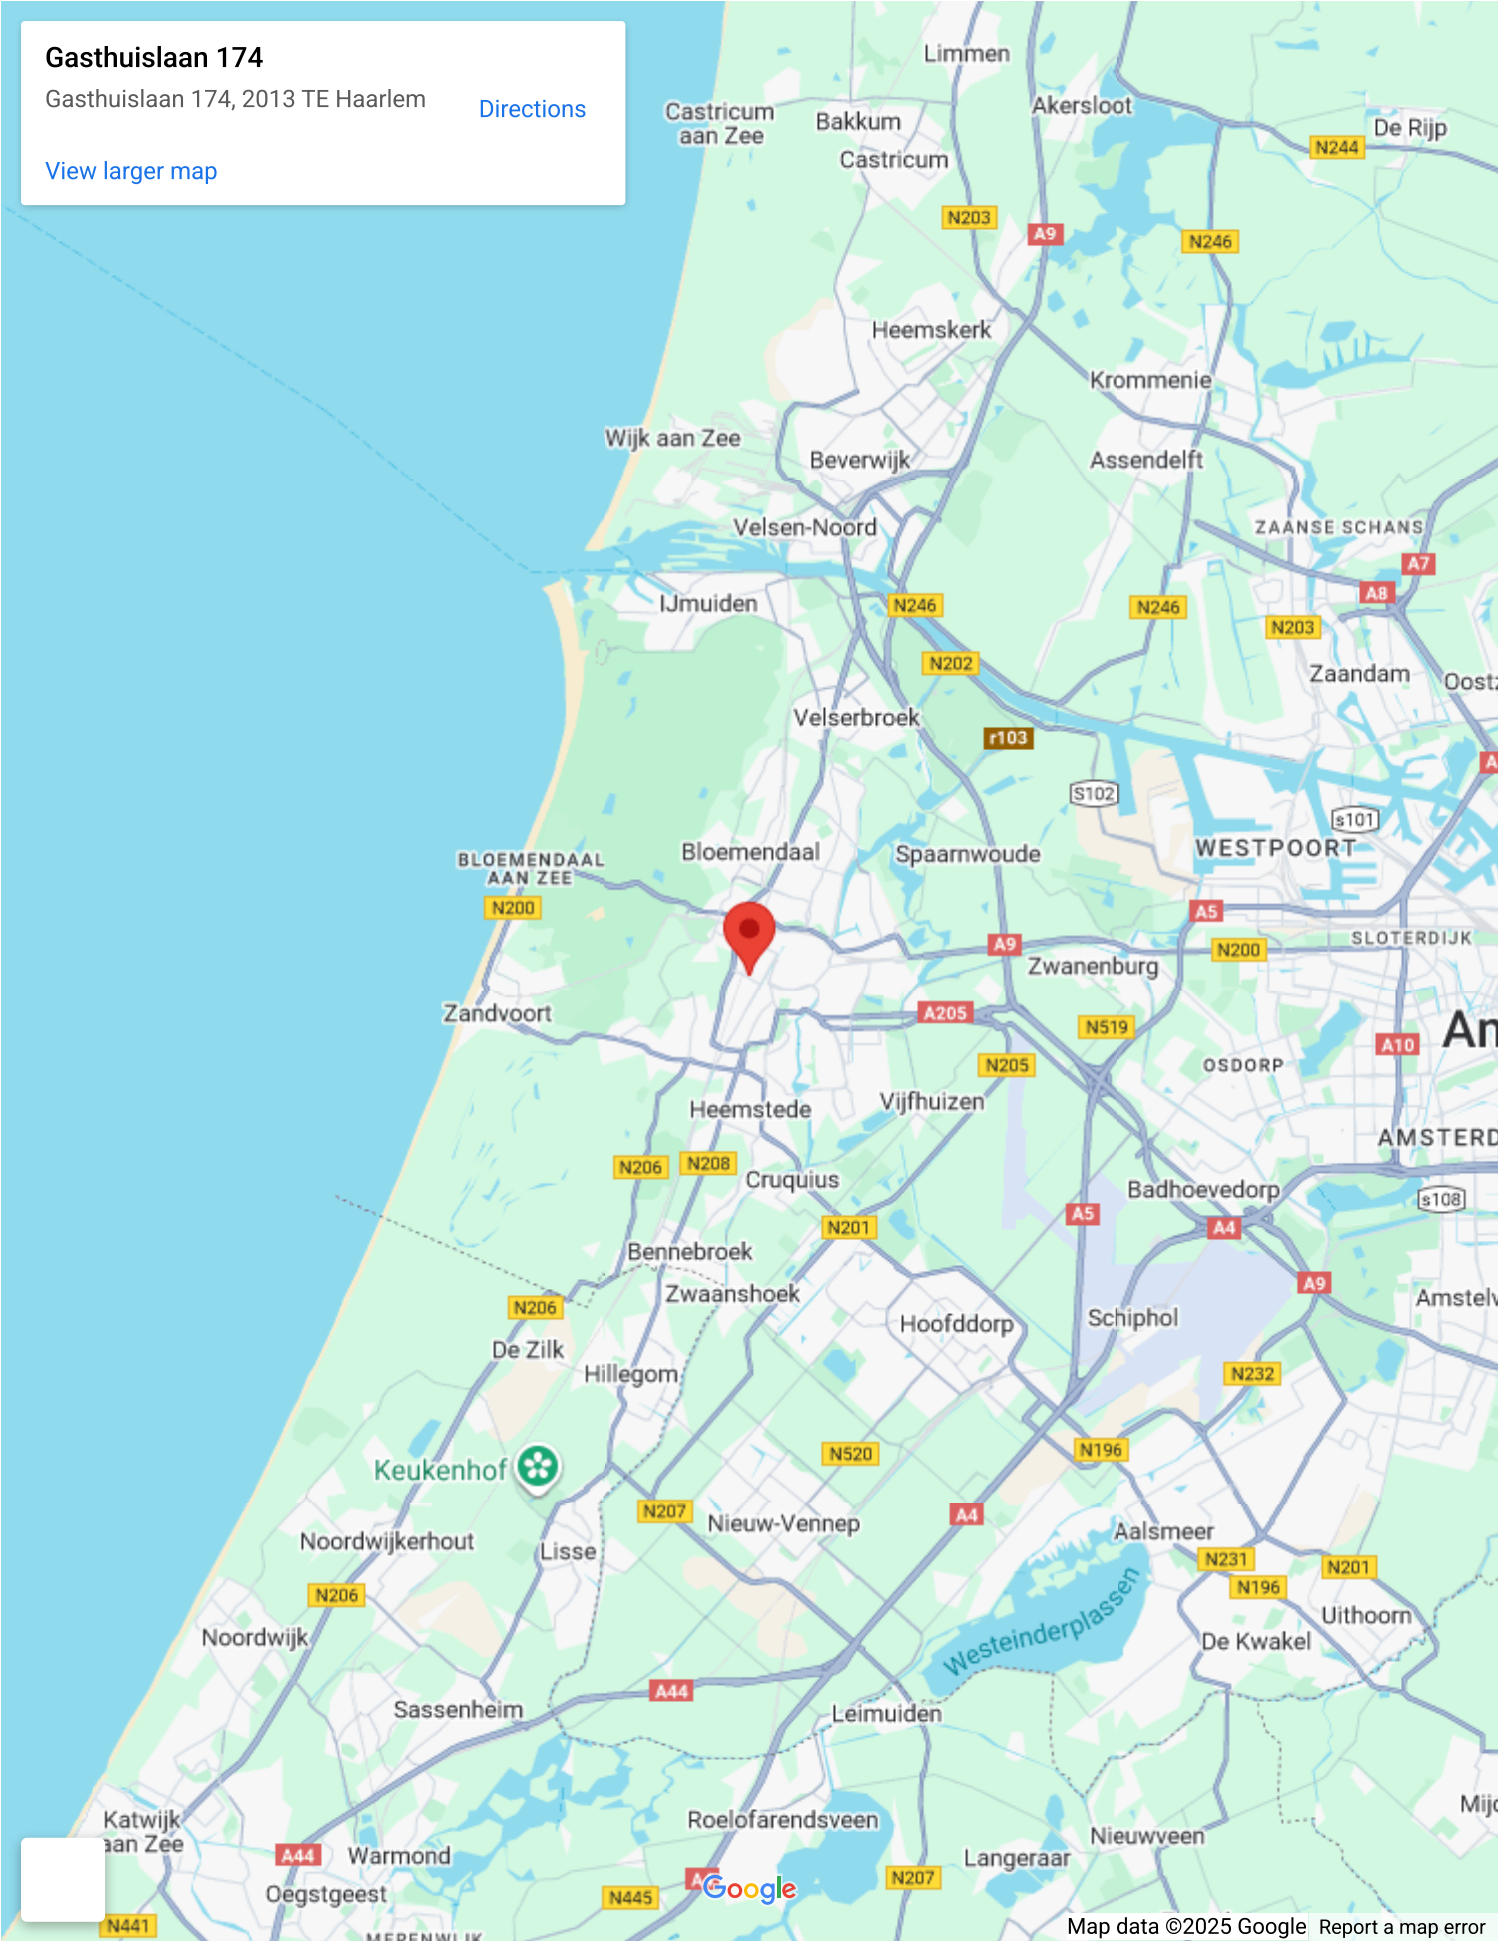 Gasthuislaan 174
Gasthuislaan 174, 2013 TE Haarlem
Directions
View larger map
Limmen
Castricum
aan Zee
Bakkum
Akersloot
De Rijp
N244
Castricum
N203
A9
N246
Heemskerk
Krommenie
Wijk aan Zee
Beverwijk
Assendelft
Velsen-Noord
ZAANSE SCHANS
A7
A8
IJmuiden
N246
N246
N203
N202
Zaandam
Velserbroek
r103
S102
s101
Bloemendaal
Spaarnwoude
WESTPOORT
BLOEMENDAAL
AAN ZEE
N200
A5
A9
N200
SLOTERDIJK
Zwanenburg
Zandvoort
A205
N519
A10
N205
OSDORP
Heemstede
Vijfhuizen
N206
N208
Cruquius
Badhoevedorp
s108
A5
A4
N201
Bennebroek
A9
Zwaanshoek
N206
Hoofddorp
Schiphol
De Zilk
Hillegom
N232
Keukenhof
N520
N196
N207
Nieuw-Vennep
A4
Noordwijkerhout
Lisse
Aalsmeer
N231
N201
N196
N206
Westeinderplassen
Uithoorn
Noordwijk
De Kwakel
A44
Sassenheim
Leimuiden
Katwijk
aan Zee
Roelofarendsveen
Nieuwveen
A44
Warmond
Langeraar
Oegstgeest
N445
Google
N207
N441
Map data ©2025 Google
Report a map error